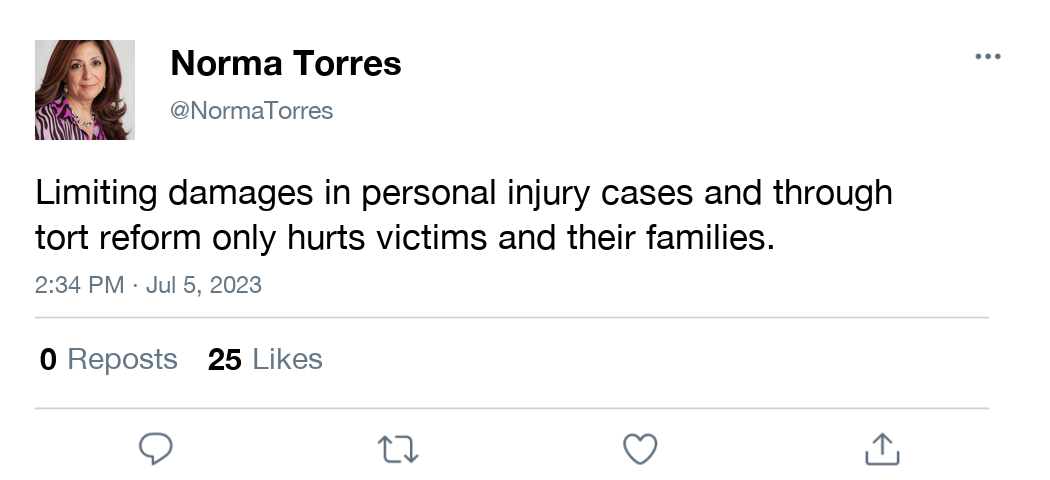 Norma Torres
@NormaTorres
Limiting damages in personal injury cases and through
tort reform only hurts victims and their families.
2:34 PM · Jul 5, 2023
0 Reposts 25 Likes